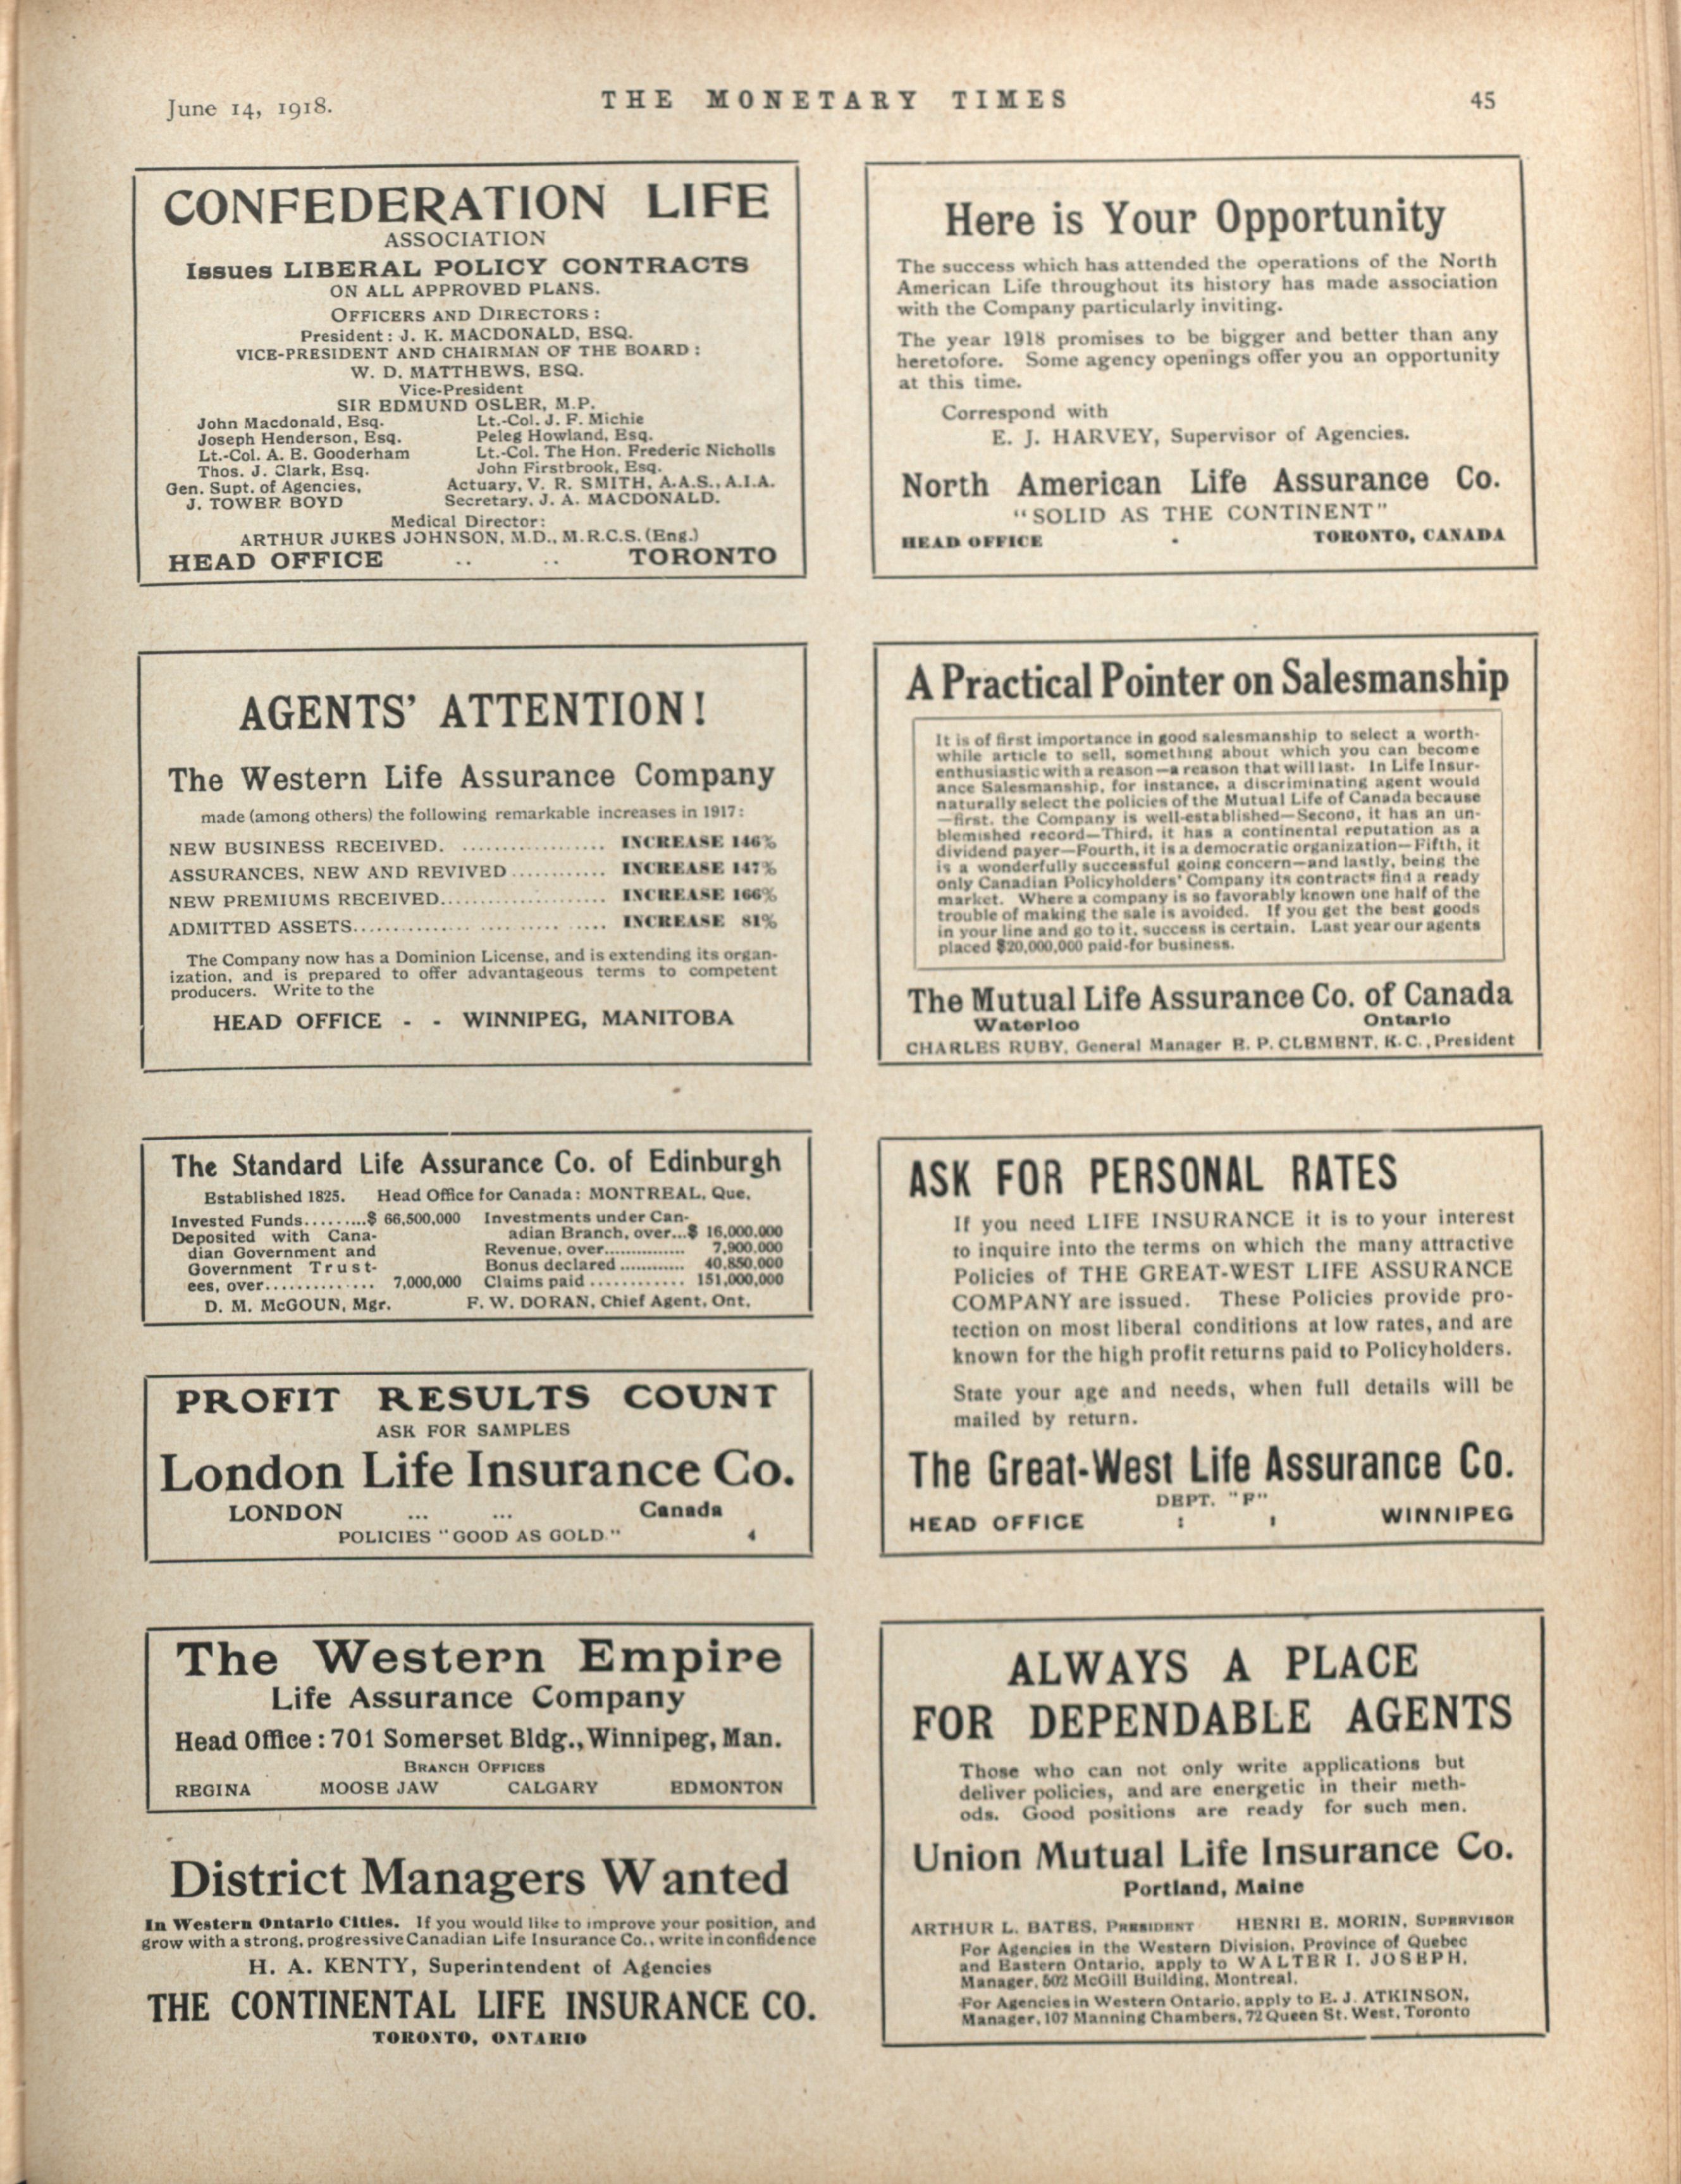 June 14, 1918.
THE MONETARY TIMES
45
CONFEDERATION LIFE
ASSOCIATION
Issues LIBERAL POLICY CONTRACTS
ON ALL APPROVED PLANS.
OFFICERS AND DIRECTORS :
President : J. K. MACDONALD, ESQ.
VICE-PRESIDENT AND CHAIRMAN OF THE BOARD :
W. D. MATTHEWS, ESQ.
Vice-President
SIR EDMUND OSLER, M.P.
John Macdonald, Esq.
Joseph Henderson, Esq.
Lt.-Col. A. E. Gooderham
Thos. J. Clark, Esq.
Gen. Supt. of Agencies,
J. TOWER BOYD
Lt.-Col. J. F. Michie
Peleg Howland, Esq.
Lt.-Col. The Hon. Frederic Nicholls
John Firstbrook, Esq.
Actuary, V. R. SMITH, A.A.S., A.I.A.
Secretary, J. A. MACDONALD.
Medical Director:
ARTHUR JUKES JOHNSON, M.D., M.R.C.S. (Eng.)
HEAD OFFICE .. .. TORONTO
AGENTS' ATTENTION!
The Western Life Assurance Company
made (among others) the following remarkable increases in 1917:
NEW BUSINESS RECEIVED. .................. INCREASE 146%
ASSURANCES, NEW AND REVIVED ............ INCREASE 147%
NEW PREMIUMS RECEIVED........................ INCREASE 166%
ADMITTED ASSETS.............. .......... ..... INCREASE 81%
The Company now has a Dominion License, and is extending its organ-
ization, and is prepared to offer advantageous terms to competent
producers. Write to the
HEAD OFFICE - - WINNIPEG, MANITOBA
The Standard Life Assurance Co. of Edinburgh
Established 1825. Head Office for Canada: MONTREAL, Que.
Invested Funds.........$ 66,500,000
Deposited with Cana-
dian Government and
Government Trust-
ees, over.............. 7,000,000
Investments under Can-
adian Branch, over...$ 16,000,000
Revenue, over............... 7,900,000
Bonus declared ............ 40,850,000
Claims paid ............ 151,000,000
D. M. McGOUN, Mgr. F. W. DORAN, Chief Agent, Ont.
PROFIT RESULTS COUNT
ASK FOR SAMPLES
London Life Insurance Co.
LONDON ... ... Canada
POLICIES "GOOD AS GOLD." 4
The Western Empire
Life Assurance Company
Head Office : 701 Somerset Bldg., Winnipeg, Man.
BRANCH OFFICES
REGINA MOOSE JAW CALGARY EDMONTON
District Managers Wanted
In Western Ontario Cities. If you would like to improve your position, and
grow with a strong, progressive Canadian Life Insurance Co., write in confidence
H. A. KENTY, Superintendent of Agencies
THE CONTINENTAL LIFE INSURANCE CO.
TORONTO, ONTARIO
Here is Your Opportunity
The success which has attended the operations of the North
American Life throughout its history has made association
with the Company particularly inviting.
The year 1918 promises to be bigger and better than any
heretofore. Some agency openings offer you an opportunity
at this time.
Correspond with
E. J. HARVEY, Supervisor of Agencies.
North American Life Assurance Co.
"SOLID AS THE CONTINENT"
HEAD OFFICE . TORONTO, CANADA
A Practical Pointer on Salesmanship
It is of first importance in good salesmanship to select a worth-
while article to sell, something about which you can become
enthusiastic with a reason—a reason that will last. In Life Insur-
ance Salesmanship, for instance, a discriminating agent would
naturally select the policies of the Mutual Life of Canada because
—first, the Company is well-established—Second, it has an un-
blemished record—Third, it has a continental reputation as a
dividend payer—Fourth, it is a democratic organization—Fifth, it
is a wonderfully successful going concern—and lastly, being the
only Canadian Policyholders' Company its contracts find a ready
market. Where a company is so favorably known one half of the
trouble of making the sale is avoided. If you get the best goods
in your line and go to it, success is certain. Last year our agents
placed $20,000,000 paid-for business.
The Mutual Life Assurance Co. of Canada
Waterloo Ontario
CHARLES RUBY, General Manager E. P. CLEMENT, K.C., President
ASK FOR PERSONAL RATES
If you need LIFE INSURANCE it is to your interest
to inquire into the terms on which the many attractive
Policies of THE GREAT-WEST LIFE ASSURANCE
COMPANY are issued. These Policies provide pro-
tection on most liberal conditions at low rates, and are
known for the high profit returns paid to Policyholders.
State your age and needs, when full details will be
mailed by return.
The Great-West Life Assurance Co.
DEPT. "F"
HEAD OFFICE : : WINNIPEG
ALWAYS A PLACE
FOR DEPENDABLE AGENTS
Those who can not only write applications but
deliver policies, and are energetic in their meth-
ods. Good positions are ready for such men.
Union Mutual Life Insurance Co.
Portland, Maine
ARTHUR L. BATES, PRESIDENT HENRI E. MORIN, SUPERVISOR
For Agencies in the Western Division, Province of Quebec
and Eastern Ontario, apply to WALTER I. JOSEPH,
Manager, 502 McGill Building, Montreal.
For Agencies in Western Ontario, apply to E. J. ATKINSON,
Manager, 107 Manning Chambers, 72 Queen St. West, Toronto